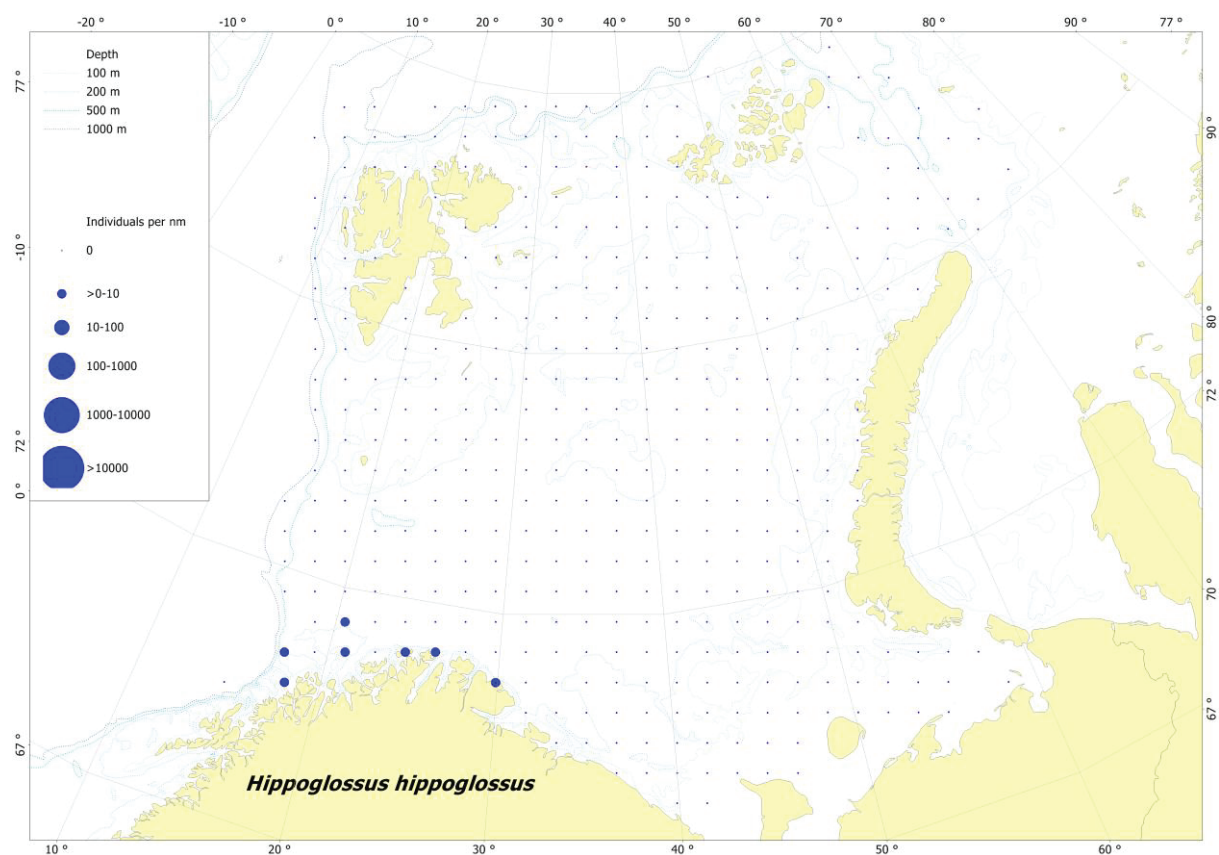 -20 ° -10 ° 0 ° 10 ° 20 ° 30 ° 40 ° 50 ° 60 ° 70 ° 80 ° 90 ° 77 °
Depth
100 m
200 m
500 m
1000 m
Individuals per nm
0
>0-10
10-100
100-1000
1000-10000
>10000
77 °
-10 °
72 °
0 °
67 °
90 °
80 °
72 °
70 °
67 °
Hippoglossus hippoglossus
10 ° 20 ° 30 ° 40 ° 50 ° 60 °